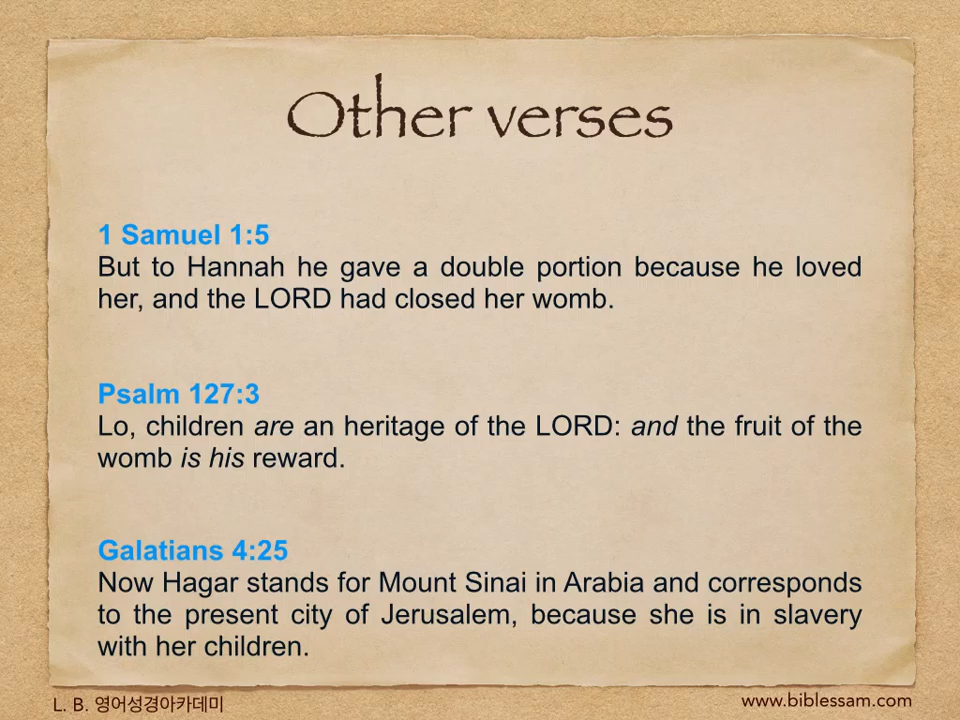 Other verses
1 Samuel 1:5
But to Hannah he gave a double portion because he loved
her, and the LORD had closed her womb.
Psalm 127:3
Lo, children are an heritage of the LORD: and the fruit of the
womb is his reward.
Galatians 4:25
Now Hagar stands for Mount Sinai in Arabia and corresponds
to the present city of Jerusalem, because she is in slavery
with her children.
L. B. 영어성경아카데미
www.biblessam.com